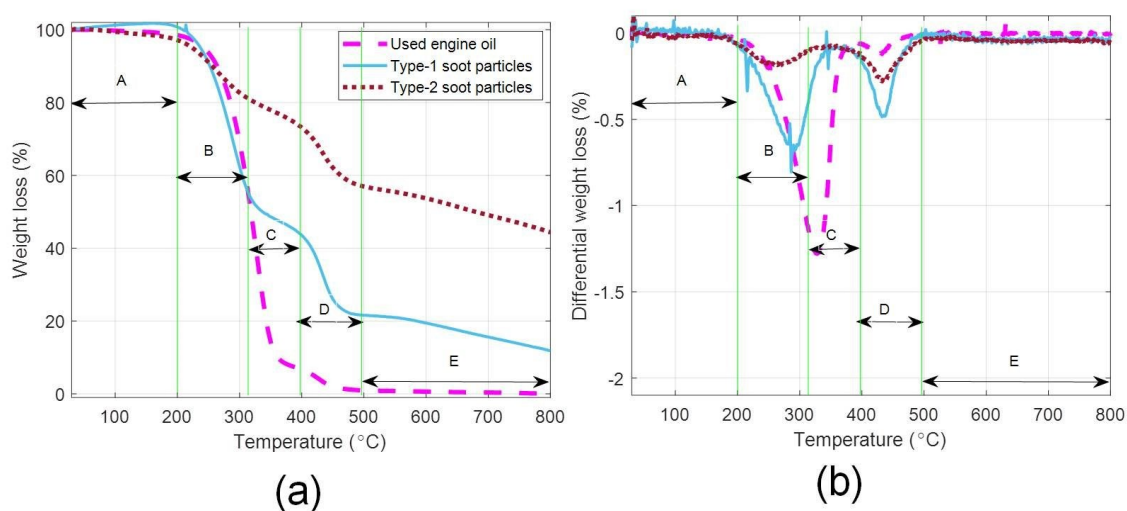 100
80
60
40
20
0
Weight loss (%)
A
B
C
D
E
Used engine oil
Type-1 soot particles
Type-2 soot particles
100 200 300 400 500 600 700 800
Temperature (°C)
(a)
0
-0.5
-1
-1.5
-2
Differential weight loss (%)
A
B
C
D
E
100 200 300 400 500 600 700 800
Temperature (°C)
(b)